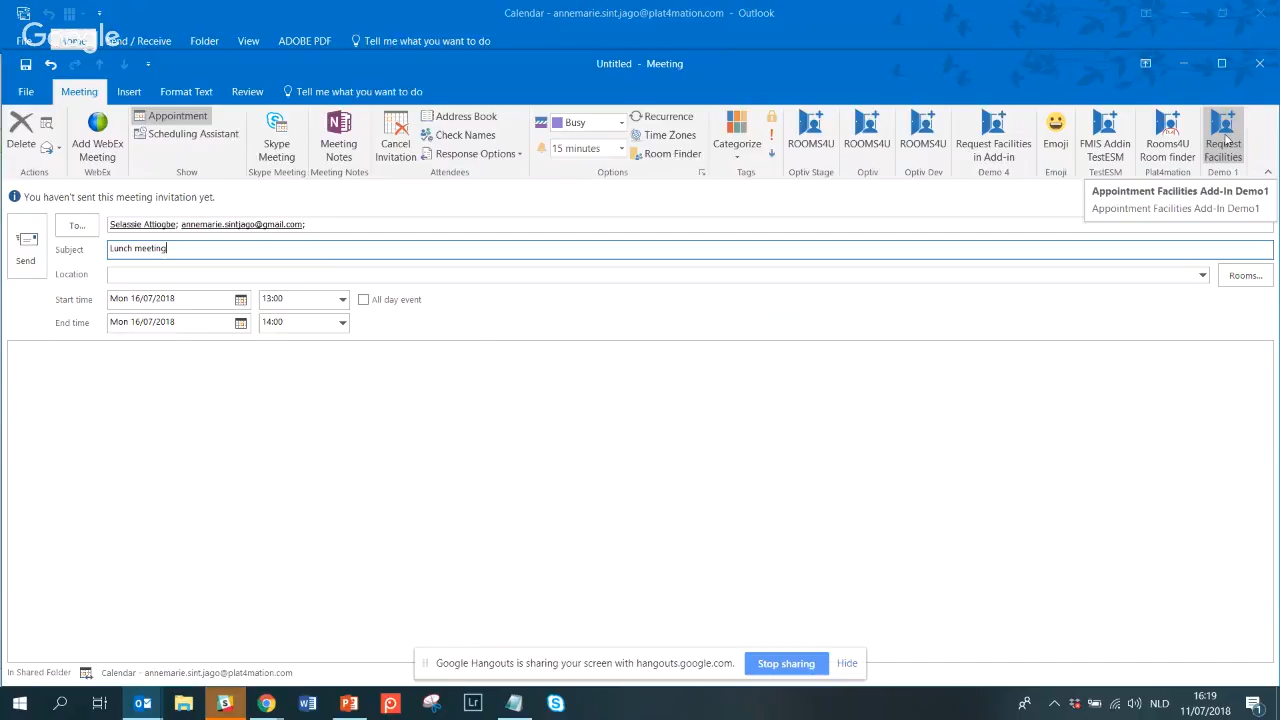 Calendar - annemarie.sint.jago@plat4mation.com - Outlook
Google
File Home Send / Receive Folder View ADOBE PDF Tell me what you want to do
Untitled - Meeting
File Meeting Insert Format Text Review Tell me what you want to do
Delete
Actions
Add WebEx
Meeting
WebEx
Appointment
Scheduling Assistant
Show
Skype
Meeting
Skype Meeting
Meeting
Notes
Meeting Notes
Cancel
Invitation
Address Book
Check Names
Response Options
Attendees
Busy
15 minutes
Recurrence
Time Zones
Room Finder
Options
Categorize
Tags
ROOMS4U
Optiv Stage
ROOMS4U
Optiv
ROOMS4U
Optiv Dev
Request Facilities
in Add-in
Demo 4
Emoji
Emoji
FMIS Addin
TestESM
TestESM
Rooms4U
Room finder
Plat4mation
Request
Facilities
Demo 1
Appointment Facilities Add-In Demo1
Appointment Facilities Add-In Demo1
You haven't sent this meeting invitation yet.
Send
To... Selassie Attiogbe; annemarie.sintjago@gmail.com;
Subject Lunch meeting
Location Rooms...
Start time Mon 16/07/2018 13:00 All day event
End time Mon 16/07/2018 14:00
Google Hangouts is sharing your screen with hangouts.google.com. Stop sharing Hide
In Shared Folder Calendar - annemarie.sint.jago@plat4mation.com
NLD
16:19
11/07/2018
1